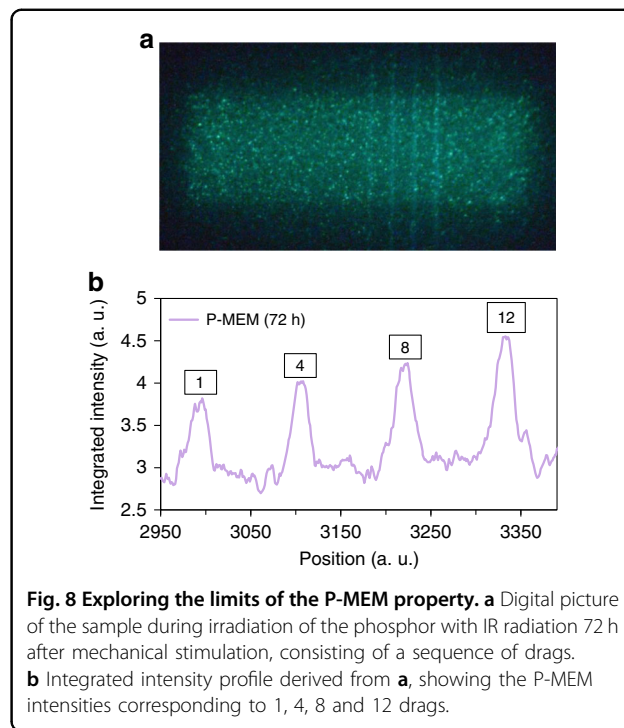 a
b
5
4.5
4
3.5
3
2.5
Integrated intensity (a. u.)
P-MEM (72 h)
1
4
8
12
2950
3050
3150
3250
3350
Position (a. u.)
Fig. 8 Exploring the limits of the P-MEM property. a Digital picture
of the sample during irradiation of the phosphor with IR radiation 72 h
after mechanical stimulation, consisting of a sequence of drags.
b Integrated intensity profile derived from a, showing the P-MEM
intensities corresponding to 1, 4, 8 and 12 drags.